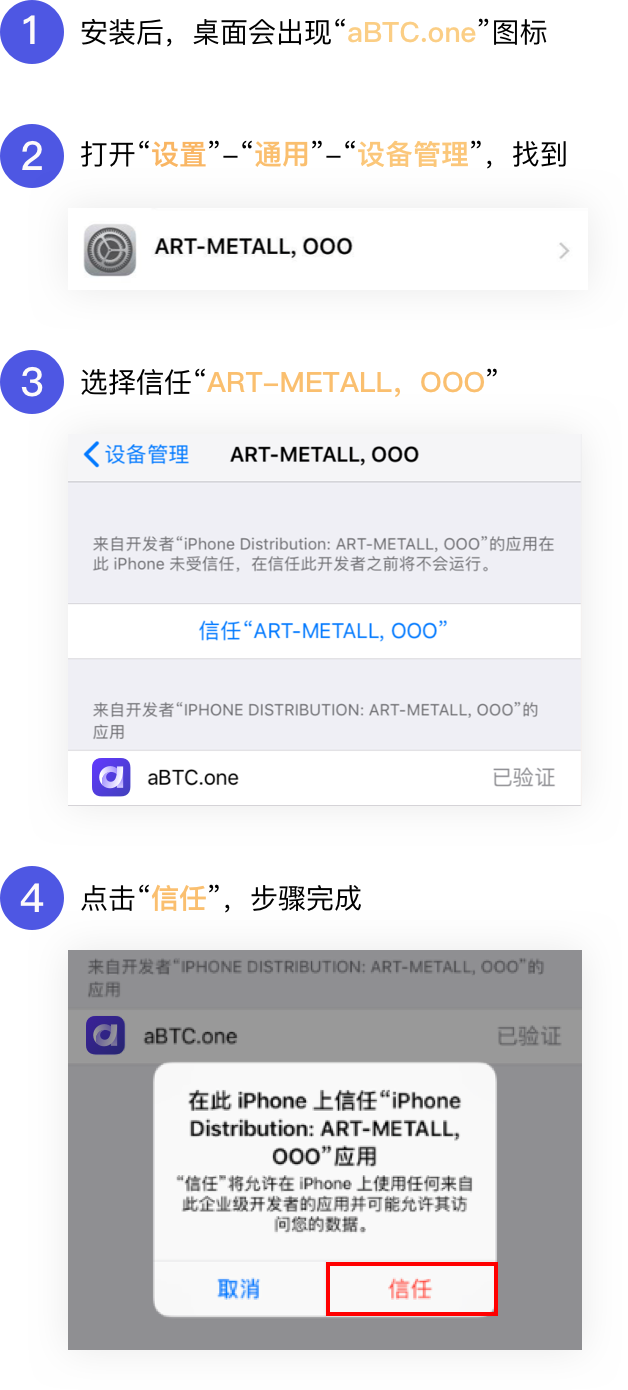 1 安装后，桌面会出现“aBTC.one”图标
2 打开“设置”–“通用”–“设备管理”，找到
ART-METALL, OOO
3 选择信任“ART–METALL，OOO”
设备管理 ART-METALL, OOO
来自开发者“iPhone Distribution: ART-METALL, OOO”的应用在
此 iPhone 未受信任，在信任此开发者之前将不会运行。
信任“ART-METALL, OOO”
来自开发者“IPHONE DISTRIBUTION: ART-METALL, OOO”的
应用
aBTC.one 已验证
4 点击“信任”，步骤完成
来自开发者“IPHONE DISTRIBUTION: ART-METALL, OOO”的
应用
aBTC.one 已验证
在此 iPhone 上信任“iPhone
Distribution: ART-METALL,
OOO”应用
“信任”将允许在 iPhone 上使用任何来自
此企业级开发者的应用并可能允许其访
问您的数据。
取消 信任